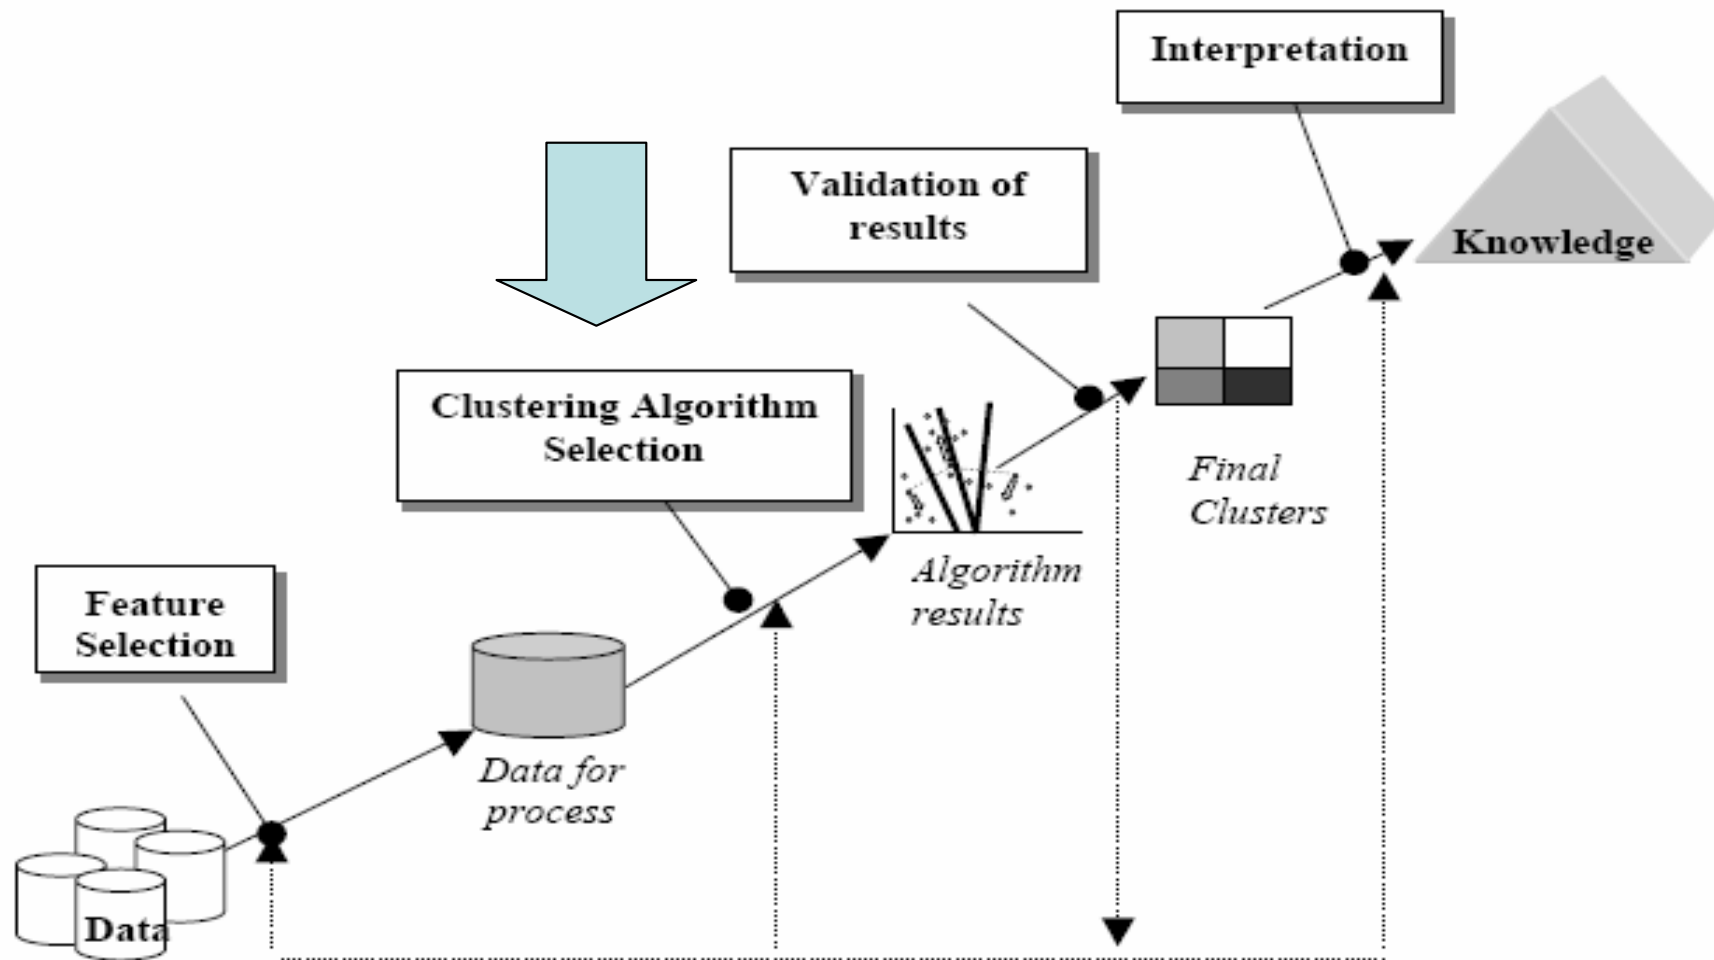 Interpretation
Validation of
results
Knowledge
Clustering Algorithm
Selection
Final
Clusters
Algorithm
results
Feature
Selection
Data for
process
Data